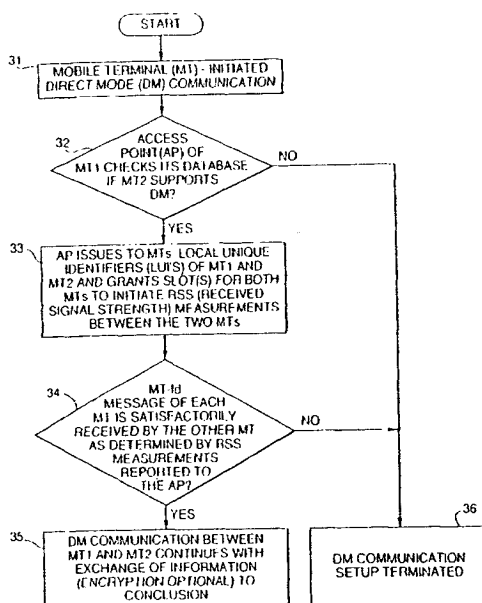 START
31
MOBILE TERMINAL (MT) - INITIATED
DIRECT MODE (DM) COMMUNICATION
32
ACCESS
POINT(AP) OF
MT1 CHECKS ITS DATABASE
IF MT2 SUPPORTS
DM?
NO
YES
33
AP ISSUES TO MTs LOCAL UNIQUE
IDENTIFIERS (LUI'S) OF MT1 AND
MT2 AND GRANTS SLOT(S) FOR BOTH
MTs TO INITIATE RSS (RECEIVED
SIGNAL STRENGTH) MEASUREMENTS
BETWEEN THE TWO MTs
34
MT-Id
MESSAGE OF EACH
MT IS SATISFACTORILY
RECEIVED BY THE OTHER MT
AS DETERMINED BY RSS
MEASUREMENTS
REPORTED TO
THE AP?
NO
YES
35
DM COMMUNICATION BETWEEN
MT1 AND MT2 CONTINUES WITH
EXCHANGE OF INFORMATION
(ENCRYPTION OPTIONAL) TO
CONCLUSION
36
DM COMMUNICATION
SETUP TERMINATED